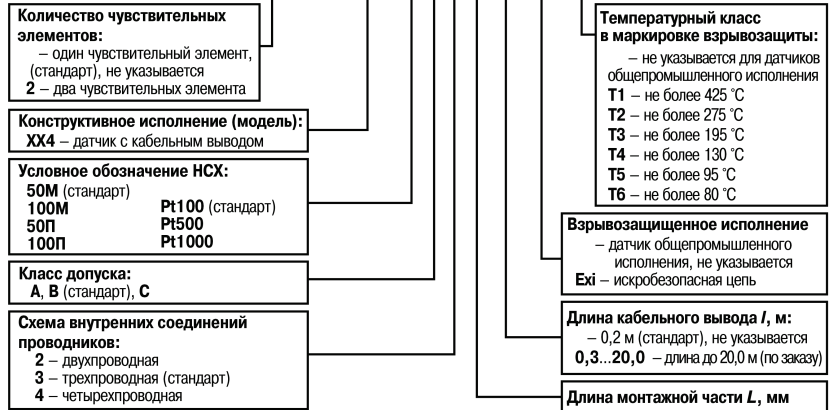 Количество чувствительных
элементов:
– один чувствительный элемент,
(стандарт), не указывается
2 – два чувствительных элемента
Конструктивное исполнение (модель):
ХХ4 – датчик с кабельным выводом
Условное обозначение НСХ:
50М (стандарт)
100М Pt100 (стандарт)
50П Pt500
100П Pt1000
Класс допуска:
А, В (стандарт), С
Схема внутренних соединений
проводников:
2 – двухпроводная
3 – трехпроводная (стандарт)
4 – четырехпроводная
Температурный класс
в маркировке взрывозащиты:
– не указывается для датчиков
общепромышленного исполнения
Т1 – не более 425 °С
Т2 – не более 275 °С
Т3 – не более 195 °С
Т4 – не более 130 °С
Т5 – не более 95 °С
Т6 – не более 80 °С
Взрывозащищенное исполнение
– датчик общепромышленного
исполнения, не указывается
Exi – искробезопасная цепь
Длина кабельного вывода l, м:
– 0,2 м (стандарт), не указывается
0,3...20,0 – длина до 20,0 м (по заказу)
Длина монтажной части L, мм